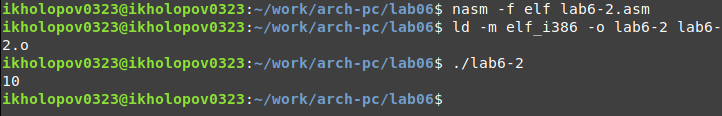 ikholopov0323@ikholopov0323:~/work/arch-pc/lab06$ nasm -f elf lab6-2.asm
ikholopov0323@ikholopov0323:~/work/arch-pc/lab06$ ld -m elf_i386 -o lab6-2 lab6-
2.o
ikholopov0323@ikholopov0323:~/work/arch-pc/lab06$ ./lab6-2
10
ikholopov0323@ikholopov0323:~/work/arch-pc/lab06$